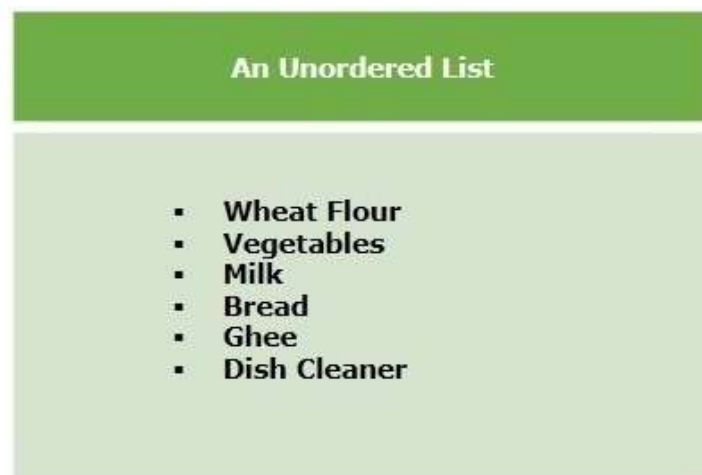 An Unordered List
▪ Wheat Flour
▪ Vegetables
▪ Milk
▪ Bread
▪ Ghee
▪ Dish Cleaner